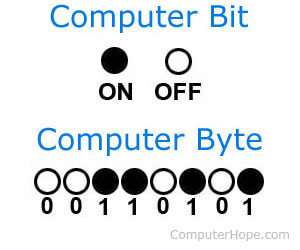 Computer Bit
ON OFF
Computer Byte
0 0 1 1 0 1 0 1
ComputerHope.com